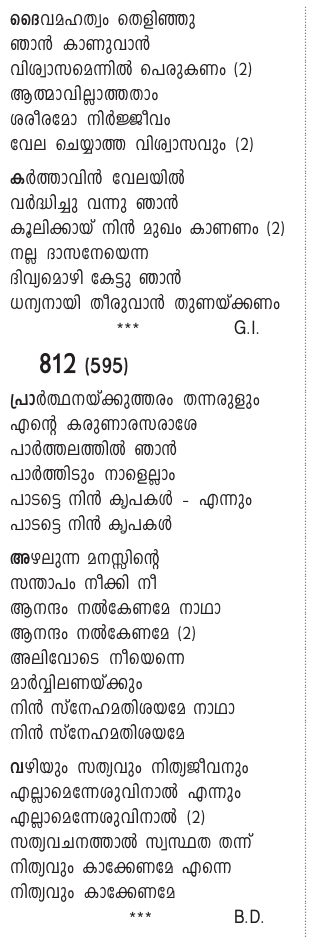 ദൈവമഹത്വം തെളിഞ്ഞു
ഞാൻ കാണുവാൻ
വിശ്വാസമെന്നിൽ പെരുകണം (2)
ആത്മാവില്ലാത്തതാം
ശരീരമോ നിർജ്ജീവം
വേല ചെയ്യാത്ത വിശ്വാസവും (2)
കർത്താവിൻ വേലയിൽ
വർദ്ധിച്ചു വന്നു ഞാൻ
കൂലിക്കായ് നിൻ മുഖം കാണണം (2)
നല്ല ദാസനേയെന്ന
ദിവ്യമൊഴി കേട്ടു ഞാൻ
ധന്യനായി തീരുവാൻ തുണയ്ക്കണം
*** G.I.
812 (595)
പ്രാർത്ഥനയ്ക്കുത്തരം തന്നരുളും
എന്റെ കരുണാരസരാശേ
പാർത്തലത്തിൽ ഞാൻ
പാർത്തിടും നാളെല്ലാം
പാടട്ടെ നിൻ കൃപകൾ - എന്നും
പാടട്ടെ നിൻ കൃപകൾ
അഴലുന്ന മനസ്സിന്റെ
സന്താപം നീക്കി നീ
ആനന്ദം നൽകേണമേ നാഥാ
ആനന്ദം നൽകേണമേ (2)
അലിവോടെ നീയെന്നെ
മാർവ്വിലണയ്ക്കും
നിൻ സ്നേഹമതിശയമേ നാഥാ
നിൻ സ്നേഹമതിശയമേ
വഴിയും സത്യവും നിത്യജീവനും
എല്ലാമെന്നേശുവിനാൽ എന്നും
എല്ലാമെന്നേശുവിനാൽ (2)
സത്യവചനത്താൽ സ്വസ്ഥത തന്ന്
നിത്യവും കാക്കേണമേ എന്നെ
നിത്യവും കാക്കേണമേ
*** B.D.